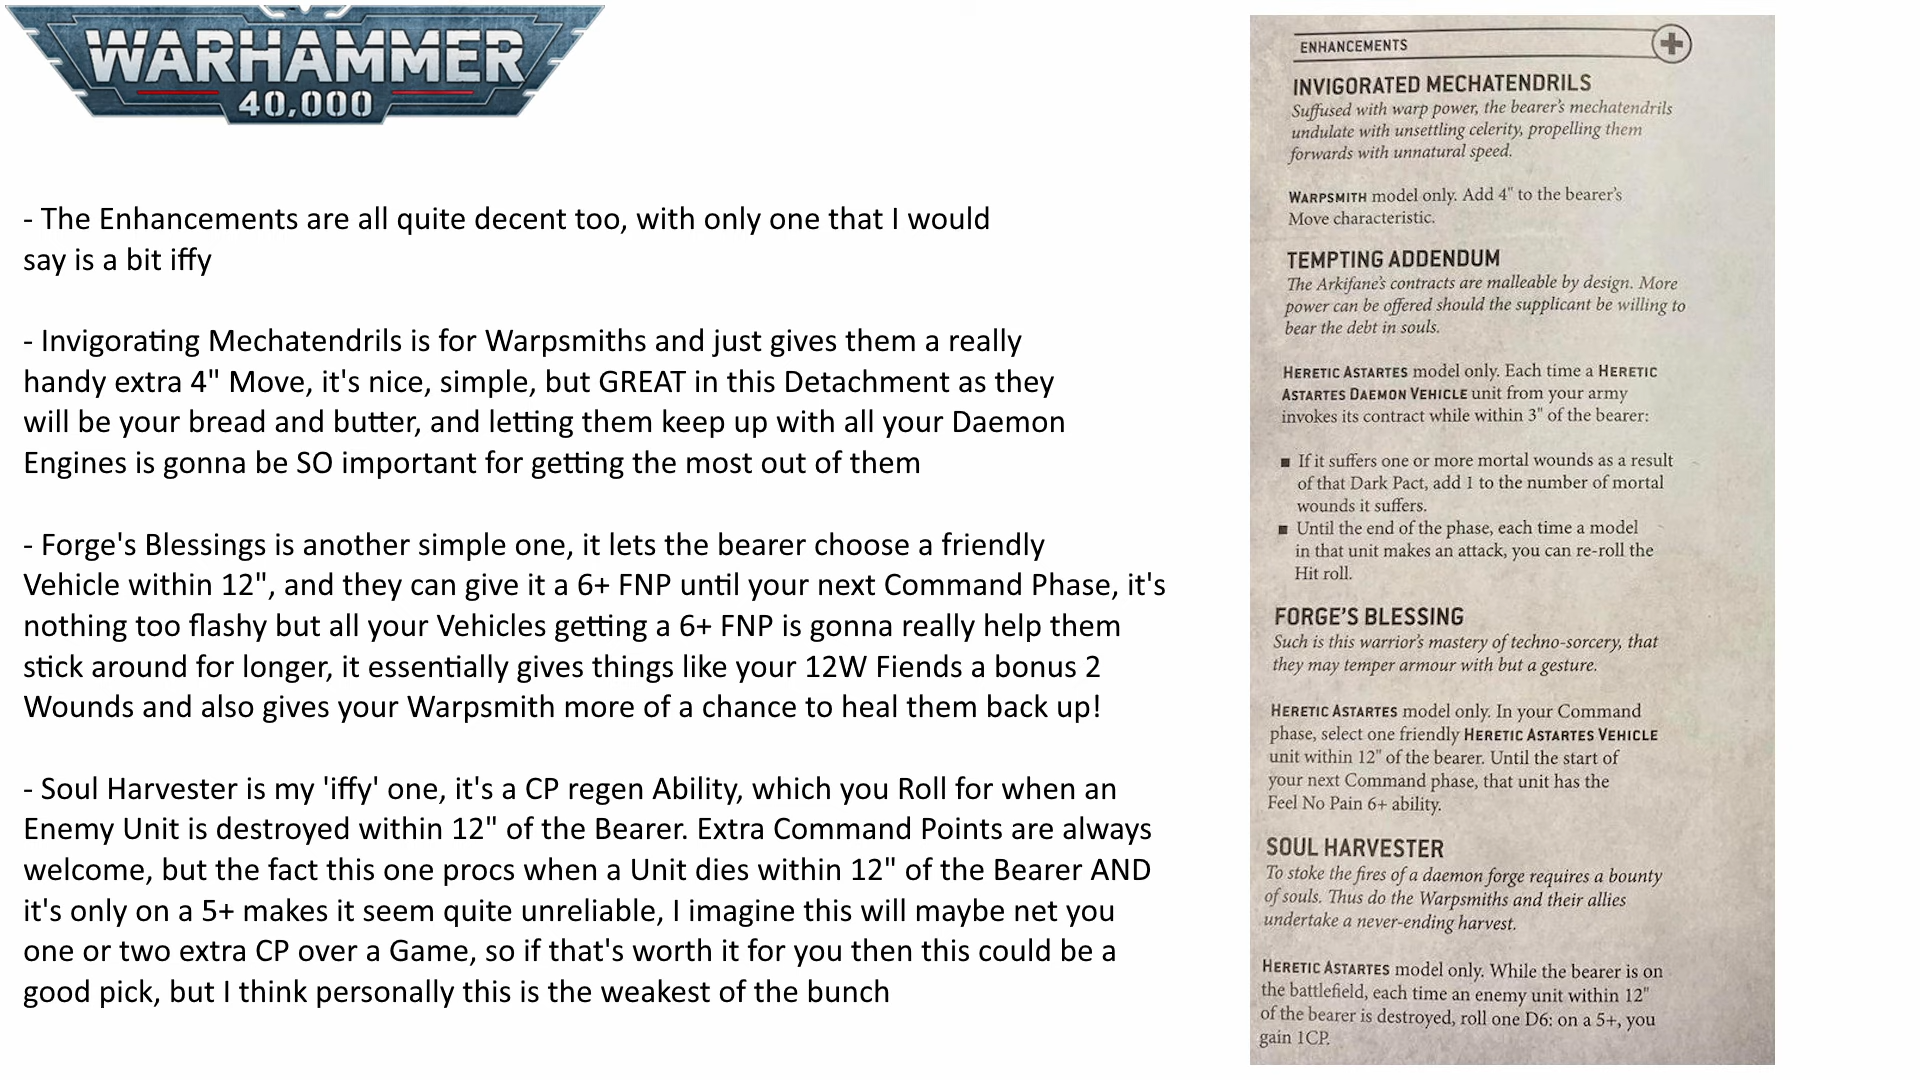 WARHAMMER
40,000
- The Enhancements are all quite decent too, with only one that I would
say is a bit iffy
- Invigorating Mechatendrils is for Warpsmiths and just gives them a really
handy extra 4" Move, it's nice, simple, but GREAT in this Detachment as they
will be your bread and butter, and letting them keep up with all your Daemon
Engines is gonna be SO important for getting the most out of them
- Forge's Blessings is another simple one, it lets the bearer choose a friendly
Vehicle within 12", and they can give it a 6+ FNP until your next Command Phase, it's
nothing too flashy but all your Vehicles getting a 6+ FNP is gonna really help them
stick around for longer, it essentially gives things like your 12W Fiends a bonus 2
Wounds and also gives your Warpsmith more of a chance to heal them back up!
- Soul Harvester is my 'iffy' one, it's a CP regen Ability, which you Roll for when an
Enemy Unit is destroyed within 12" of the Bearer. Extra Command Points are always
welcome, but the fact this one procs when a Unit dies within 12" of the Bearer AND
it's only on a 5+ makes it seem quite unreliable, I imagine this will maybe net you
one or two extra CP over a Game, so if that's worth it for you then this could be a
good pick, but I think personally this is the weakest of the bunch
ENHANCEMENTS
INVIGORATED MECHATENDRILS
Suffused with warp power, the bearer's mechatendrils
undulate with unsettling celerity, propelling them
forwards with unnatural speed.
WARPSMITH model only. Add 4" to the bearer's
Move characteristic.
TEMPTING ADDENDUM
The Arkifane's contracts are malleable by design. More
power can be offered should the supplicant be willing to
bear the debt in souls.
HERETIC ASTARTES model only. Each time a HERETIC
ASTARTES DAEMON VEHICLE unit from your army
invokes its contract while within 3" of the bearer:
■ If it suffers one or more mortal wounds as a result
of that Dark Pact, add 1 to the number of mortal
wounds it suffers.
■ Until the end of the phase, each time a model
in that unit makes an attack, you can re-roll the
Hit roll.
FORGE'S BLESSING
Such is this warrior's mastery of techno-sorcery, that
they may temper armour with but a gesture.
HERETIC ASTARTES model only. In your Command
phase, select one friendly HERETIC ASTARTES VEHICLE
unit within 12" of the bearer. Until the start of
your next Command phase, that unit has the
Feel No Pain 6+ ability.
SOUL HARVESTER
To stoke the fires of a daemon forge requires a bounty
of souls. Thus do the Warpsmiths and their allies
undertake a never-ending harvest.
HERETIC ASTARTES model only. While the bearer is on
the battlefield, each time an enemy unit within 12"
of the bearer is destroyed, roll one D6: on a 5+, you
gain 1CP.